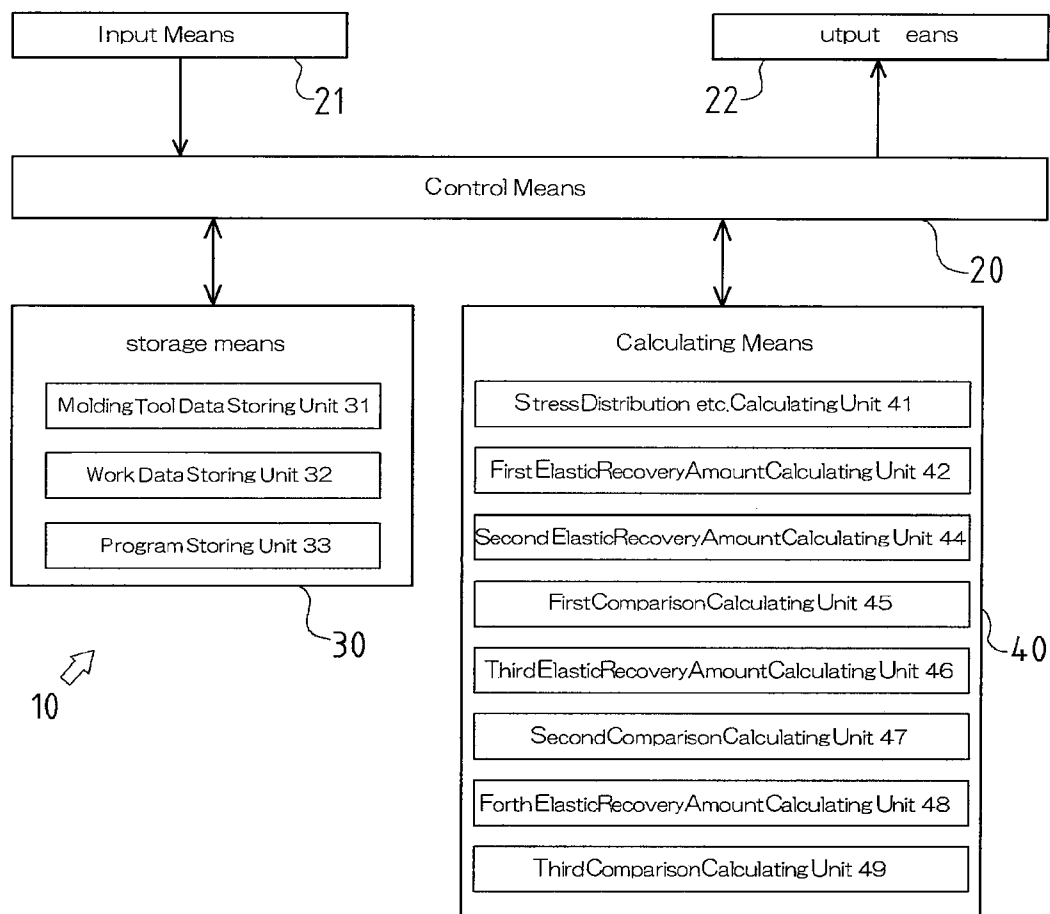 Input Means
utput eans
21
22
Control Means
20
storage means
Molding Tool Data Storing Unit 31
Work Data Storing Unit 32
Program Storing Unit 33
30
10
Calculating Means
Stress Distribution etc. Calculating Unit 41
First Elastic Recovery Amount Calculating Unit 42
Second Elastic Recovery Amount Calculating Unit 44
First Comparison Calculating Unit 45
Third Elastic Recovery Amount Calculating Unit 46
Second Comparison Calculating Unit 47
Forth Elastic Recovery Amount Calculating Unit 48
Third Comparison Calculating Unit 49
40